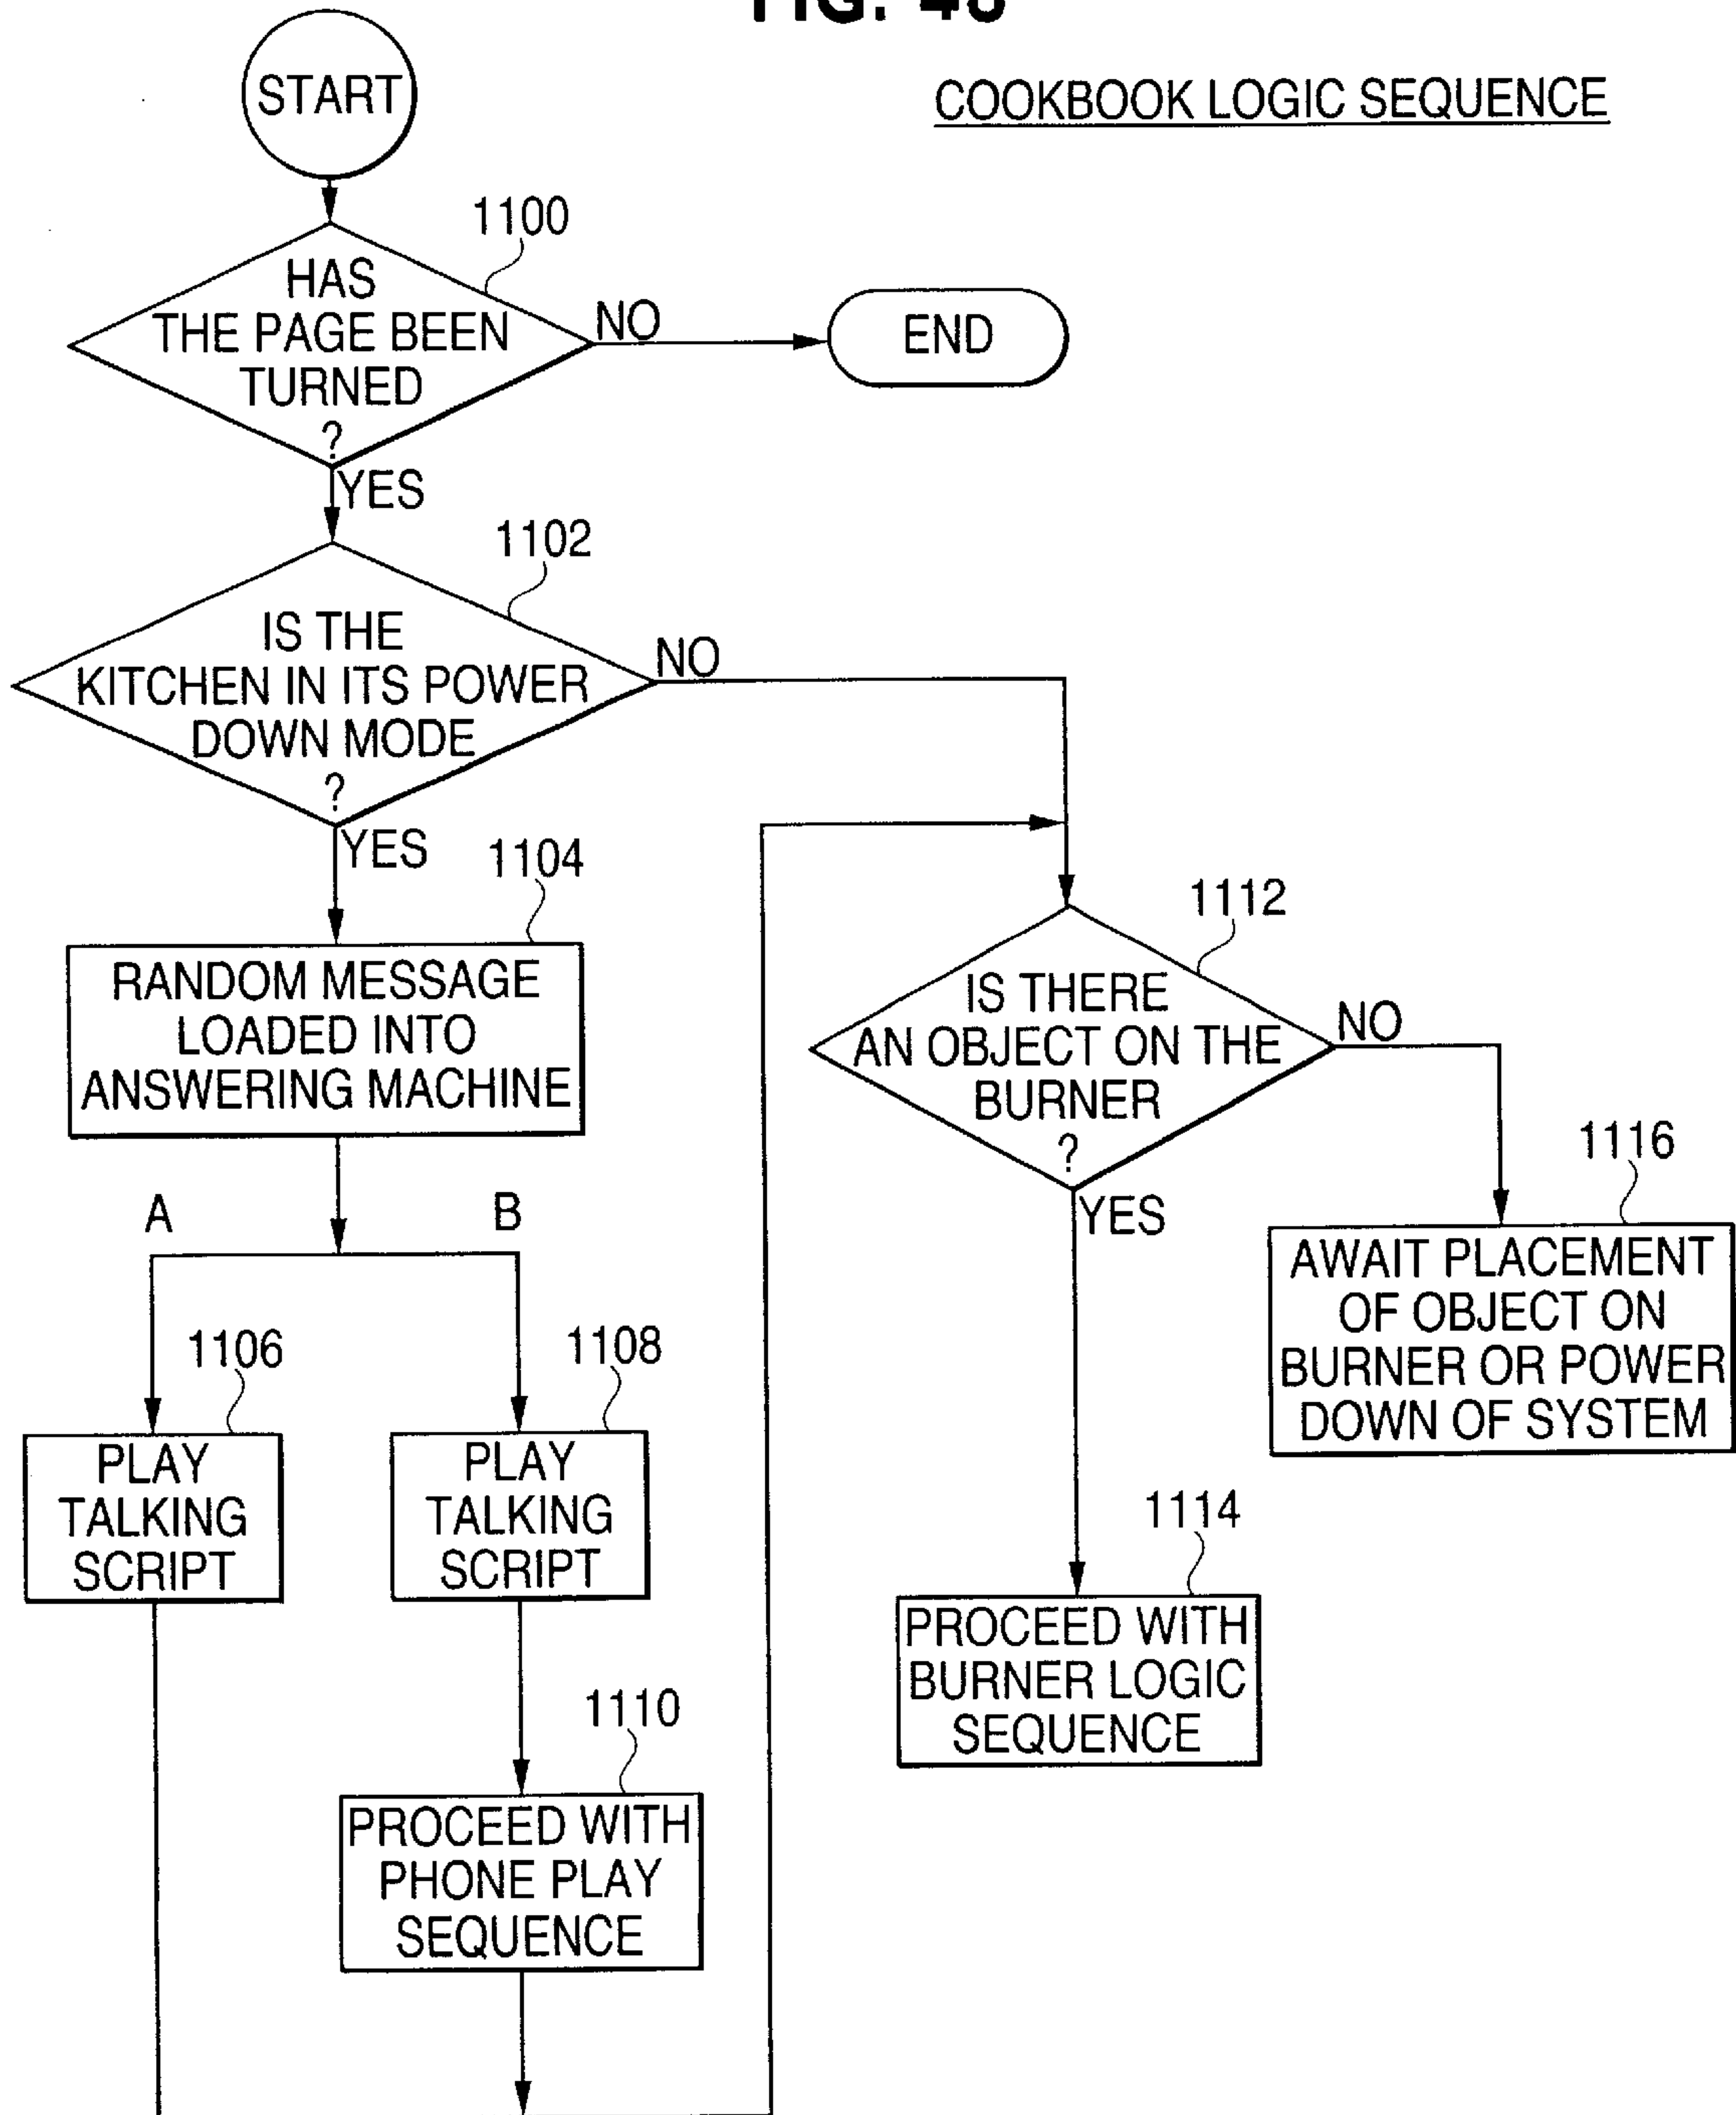 COOKBOOK LOGIC SEQUENCE
START
1100
HAS
THE PAGE BEEN
TURNED
?
NO
END
YES
1102
IS THE
KITCHEN IN ITS POWER
DOWN MODE
?
NO
YES
1104
RANDOM MESSAGE
LOADED INTO
ANSWERING MACHINE
A
B
1106
PLAY
TALKING
SCRIPT
1108
PLAY
TALKING
SCRIPT
1110
PROCEED WITH
PHONE PLAY
SEQUENCE
1112
IS THERE
AN OBJECT ON THE
BURNER
?
NO
YES
1116
AWAIT PLACEMENT
OF OBJECT ON
BURNER OR POWER
DOWN OF SYSTEM
1114
PROCEED WITH
BURNER LOGIC
SEQUENCE